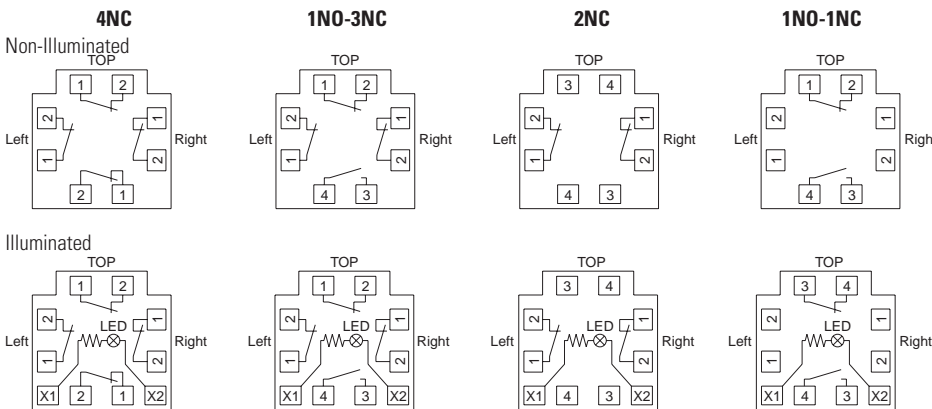 4NC 1NO-3NC 2NC 1NO-1NC
Non-Illuminated
TOP TOP TOP TOP
1 2 1 2 3 4 1 2
2 1 2 1 2 1 2 1
Left Right Left Right Left Right Left Right
1 2 1 2 1 2 1 2
2 1 4 3 4 3 4 3
Illuminated
TOP TOP TOP TOP
1 2 1 2 3 4 3 4
2 LED 1 2 LED 1 2 LED 1 2 LED 1
Left Right Left Right Left Right Left Right
1 2 1 2 1 2 1 2
X1 2 1 X2 X1 4 3 X2 X1 4 3 X2 X1 4 3 X2